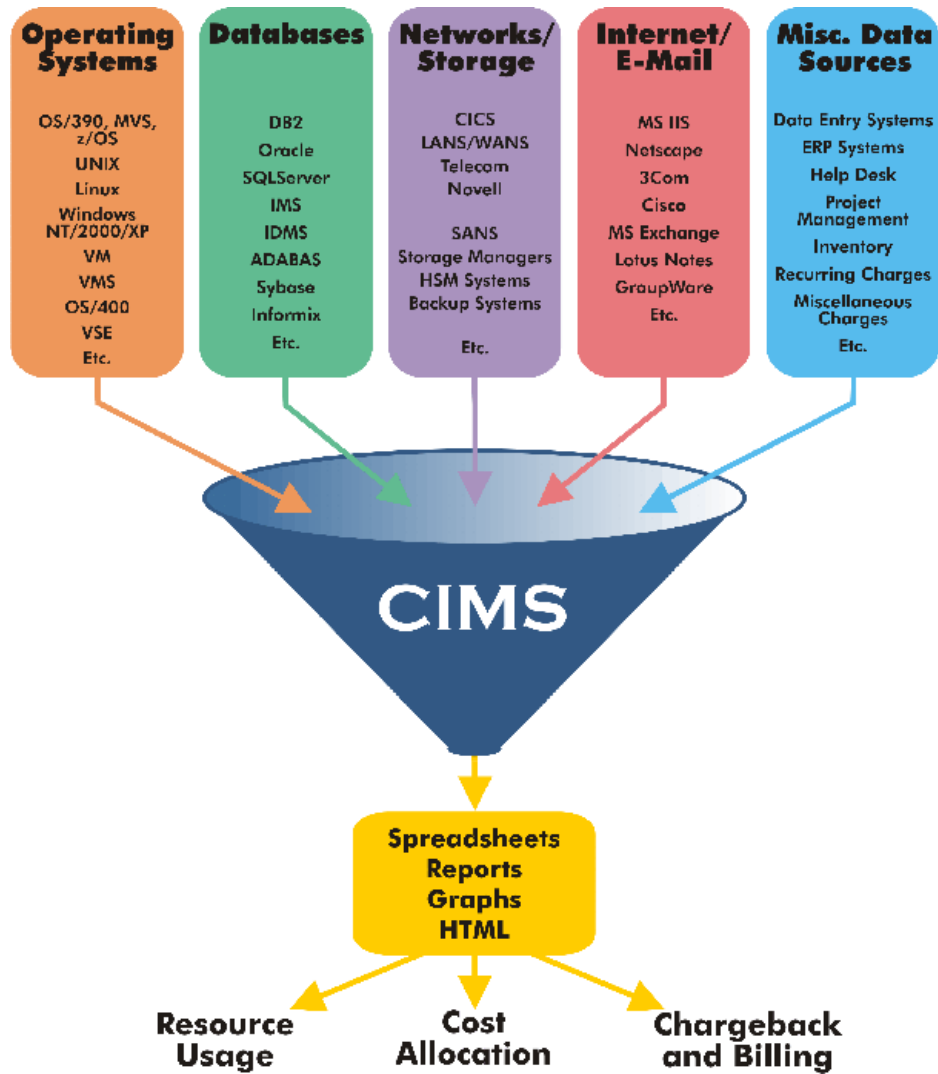 Operating
Systems
OS/390, MVS,
z/OS
UNIX
Linux
Windows
NT/2000/XP
VM
VMS
OS/400
VSE
Etc.
Databases
DB2
Oracle
SQLServer
IMS
IDMS
ADABAS
Sybase
Informix
Etc.
Networks/
Storage
CICS
LANS/WANS
Telecom
Novell
SANS
Storage Managers
HSM Systems
Backup Systems
Etc.
Internet/
E-Mail
MS IIS
Netscape
3Com
Cisco
MS Exchange
Lotus Notes
GroupWare
Etc.
Misc. Data
Sources
Data Entry Systems
ERP Systems
Help Desk
Project
Management
Inventory
Recurring Charges
Miscellaneous
Charges
Etc.
CIMS
Spreadsheets
Reports
Graphs
HTML
Resource
Usage
Cost
Allocation
Chargeback
and Billing